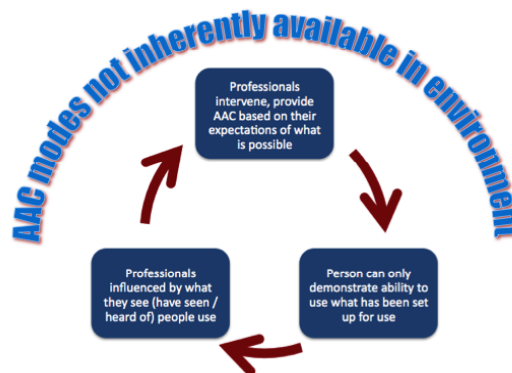 AAC modes not inherently available in environment
Professionals
intervene, provide
AAC based on their
expectations of what
is possible
Professionals
influenced by what
they see (have seen /
heard of) people use
Person can only
demonstrate ability to
use what has been set
up for use